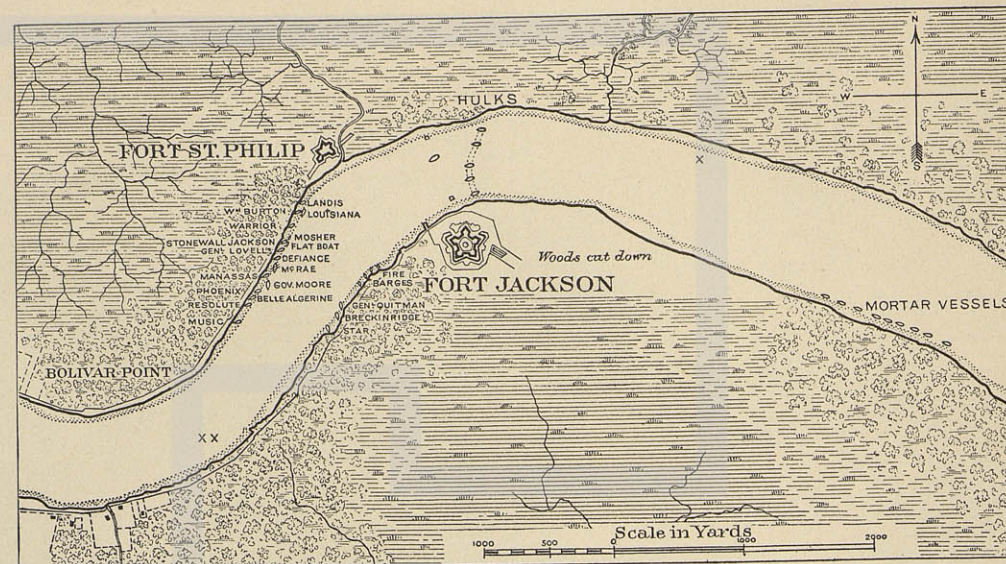 N
W
E
S
HULKS
FORT ST. PHILIP
X
LANDIS
Wm BURTON
LOUISIANA
WARRIOR
MOSHER
STONEWALL JACKSON
FLAT BOAT
GENL LOVELL
DEFIANCE
McRAE
MANASSAS
GOV. MOORE
PHOENIX
BELLE ALGERINE
RESOLUTE
MUSIC
FIRE
BARGES
GEN. QUITMAN
BRECKINRIDGE
STAR
Woods cut down
FORT JACKSON
MORTAR VESSELS
BOLIVAR POINT
X X
Scale in Yards
1000 500 0 1000 2000